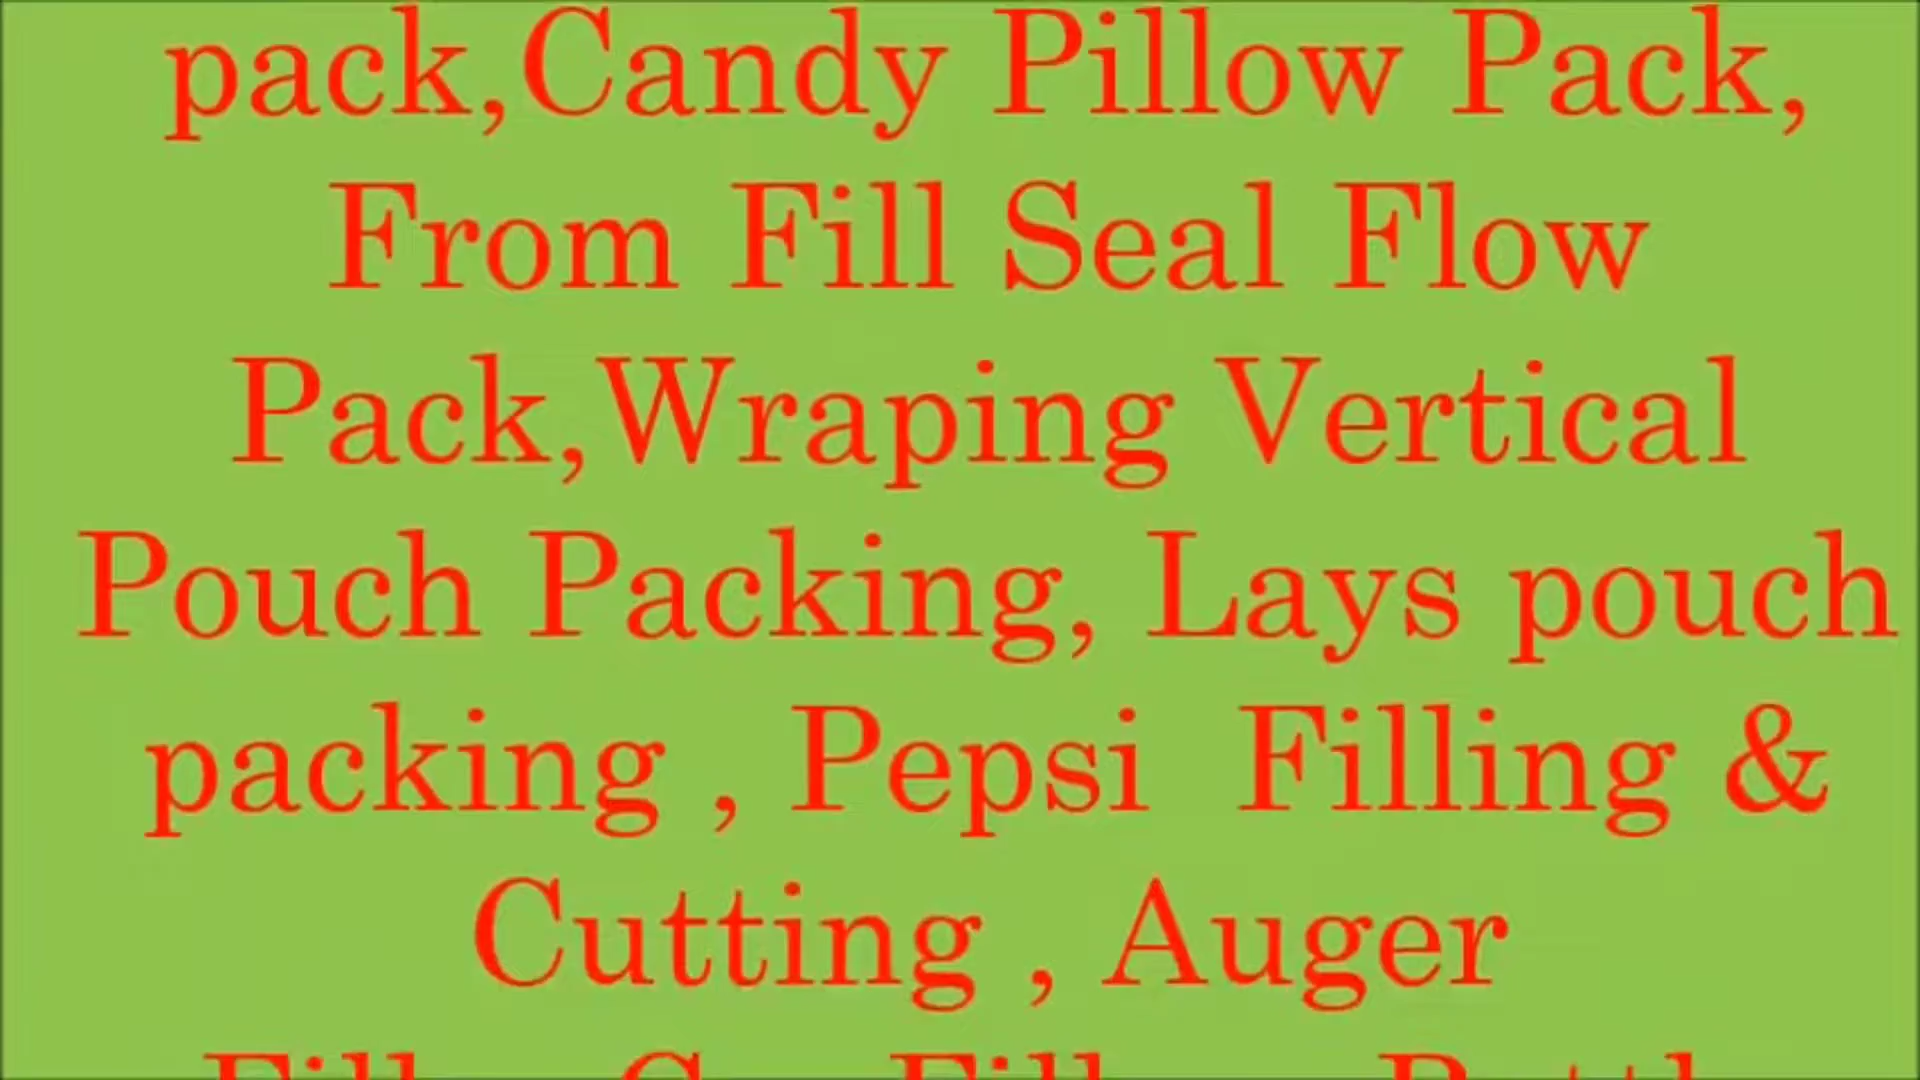 pack,Candy Pillow Pack,
From Fill Seal Flow
Pack,Wraping Vertical
Pouch Packing, Lays pouch
packing , Pepsi  Filling &
Cutting , Auger